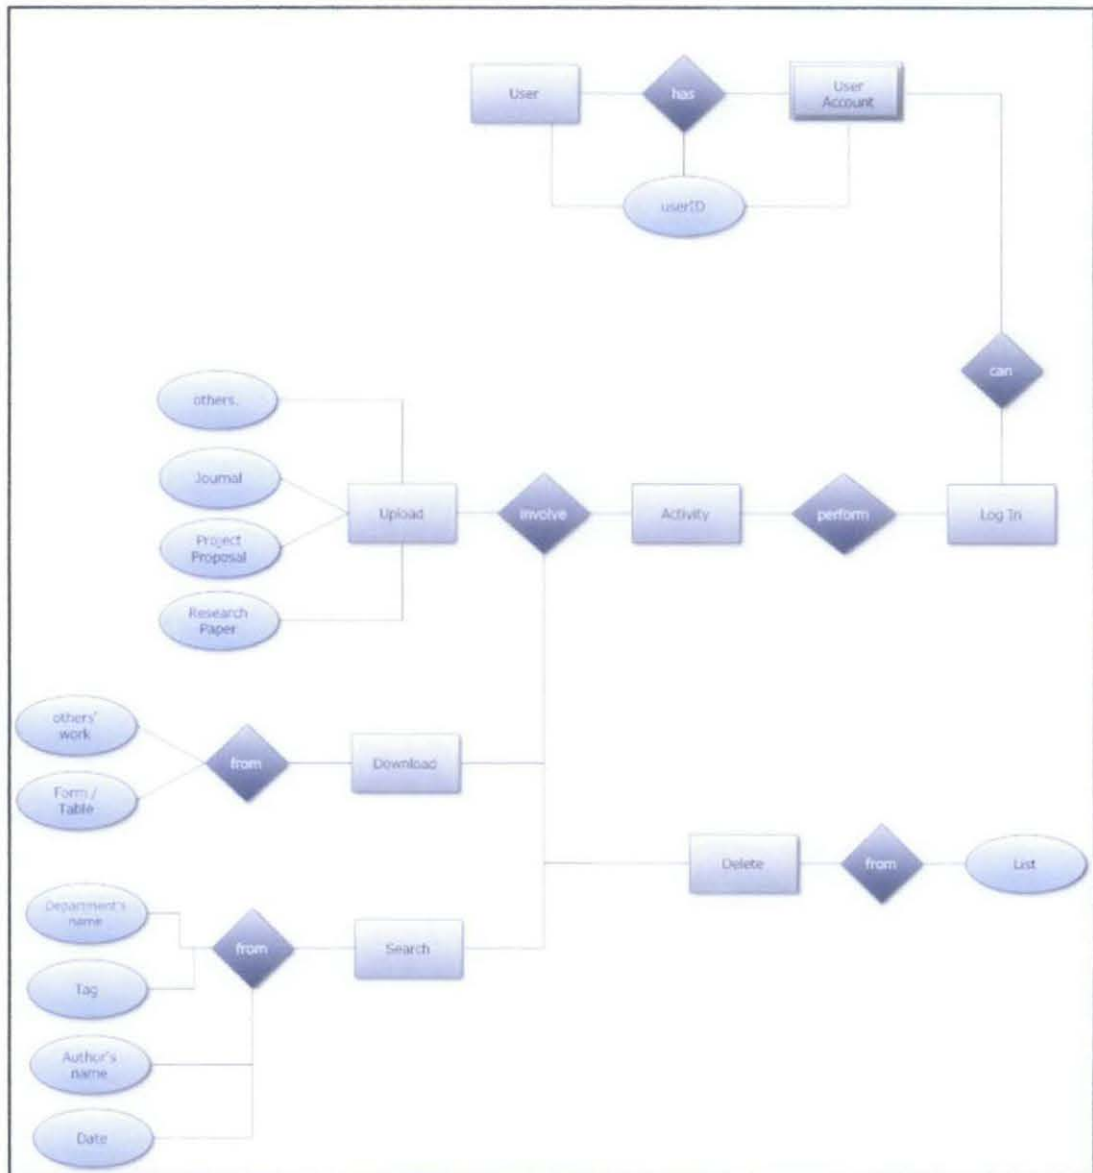 User
has
User
Account
userID
can
others.
Journal
Project
Proposal
Research
Paper
Upload
involve
Activity
perform
Log In
others'
work
Form /
Table
from
Download
Delete
from
List
Department's
name
Tag
Author's
name
Date
from
Search